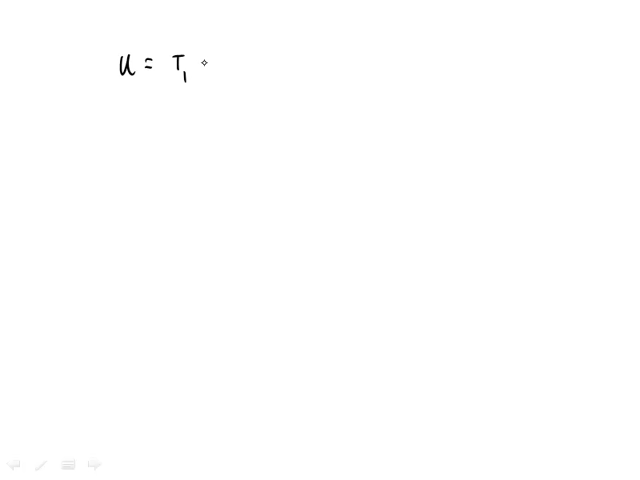 u = T₁